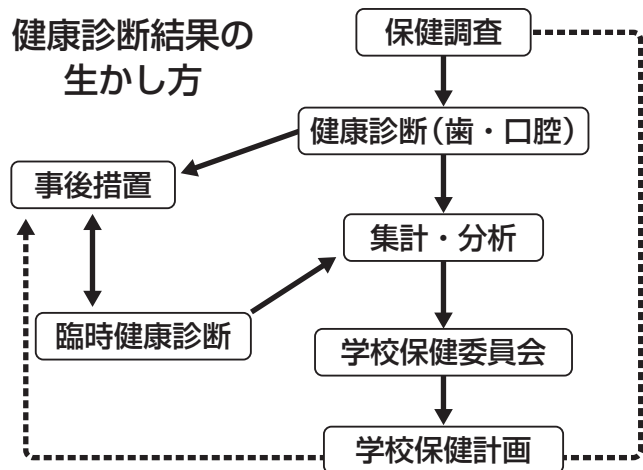 健康診断結果の
生かし方
保健調査
健康診断（歯・口腔）
事後措置
集計・分析
臨時健康診断
学校保健委員会
学校保健計画